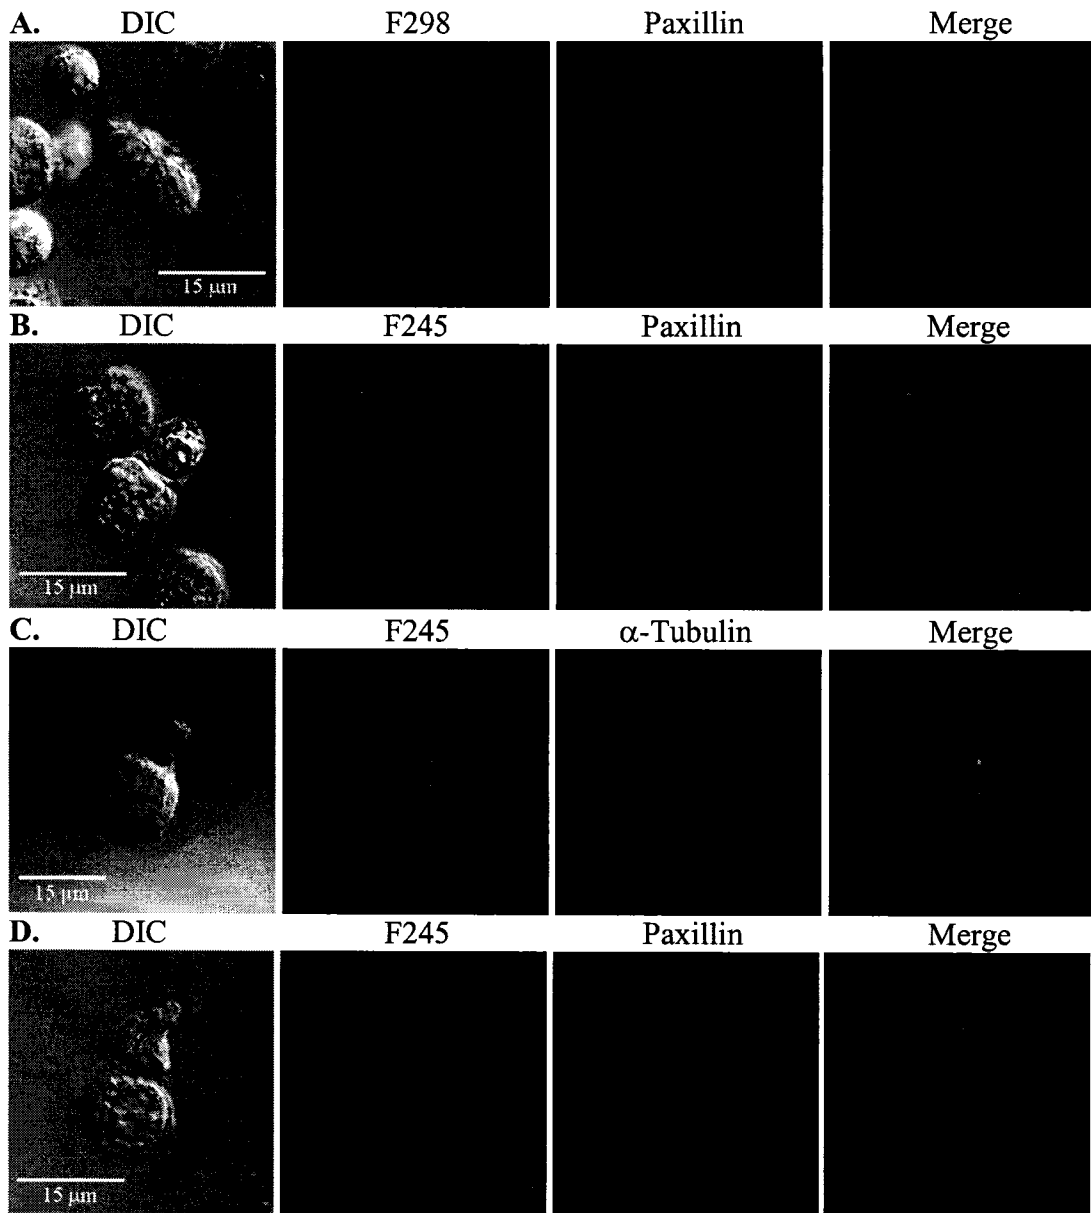 A. DIC F298 Paxillin Merge
15 μm
B. DIC F245 Paxillin Merge
15 μm
C. DIC F245 α-Tubulin Merge
15 μm
D. DIC F245 Paxillin Merge
15 μm